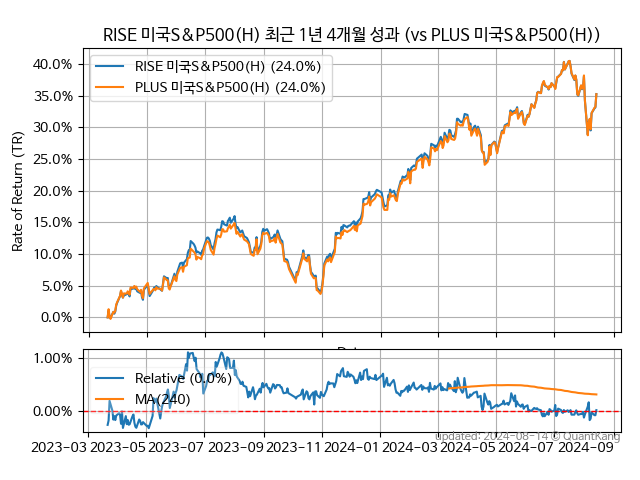 RISE 미국S&P500(H) 최근 1년 4개월 성과 (vs PLUS 미국S&P500(H))
Rate of Return (TR)
40.0%
35.0%
30.0%
25.0%
20.0%
15.0%
10.0%
5.0%
0.0%
RISE 미국S&P500(H) (24.0%)
PLUS 미국S&P500(H) (24.0%)
1.00%
0.00%
Relative (0.0%)
MA(240)
Updated: 2024-08-14 © QuantKang
2023-03 2023-05 2023-07 2023-09 2023-11 2024-01 2024-03 2024-05 2024-07 2024-09